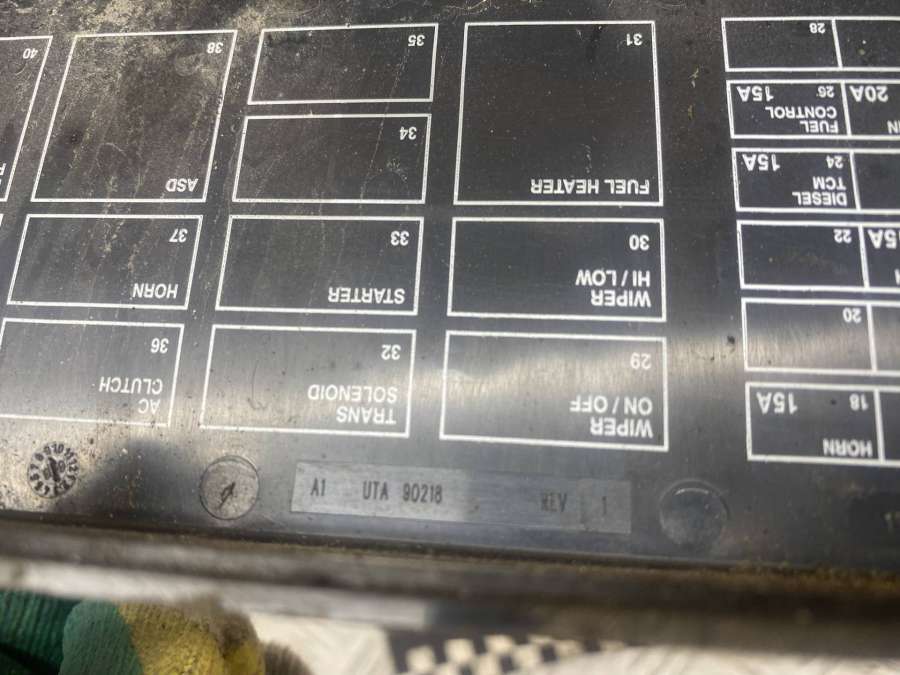 HORN
18 15A
20
22
DIESEL
TCM
24 15A
FUEL
CONTROL
20A
26 15A
28
WIPER
ON / OFF
29
WIPER
HI / LOW
30
FUEL HEATER
31
TRANS
SOLENOID
32
STARTER
33
34
35
AC
CLUTCH
36
HORN
37
ASD
38
40
A1 UTA 90218 REV 1